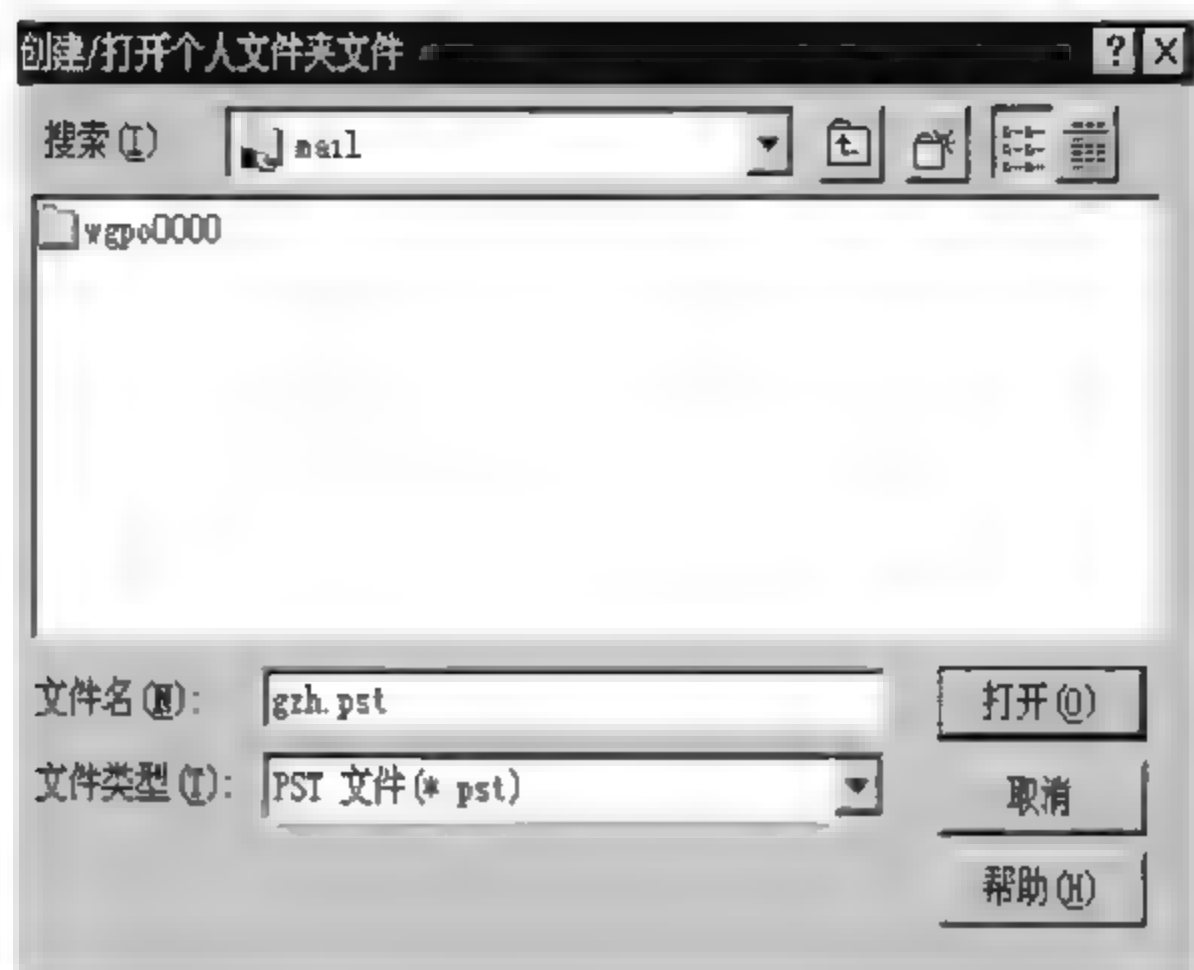 创建/打开个人文件夹文件
搜索(I) mail
wgpo0000
文件名(N): gzh.pst 打开(O)
文件类型(T): PST 文件(*.pst)
取消
帮助(H)